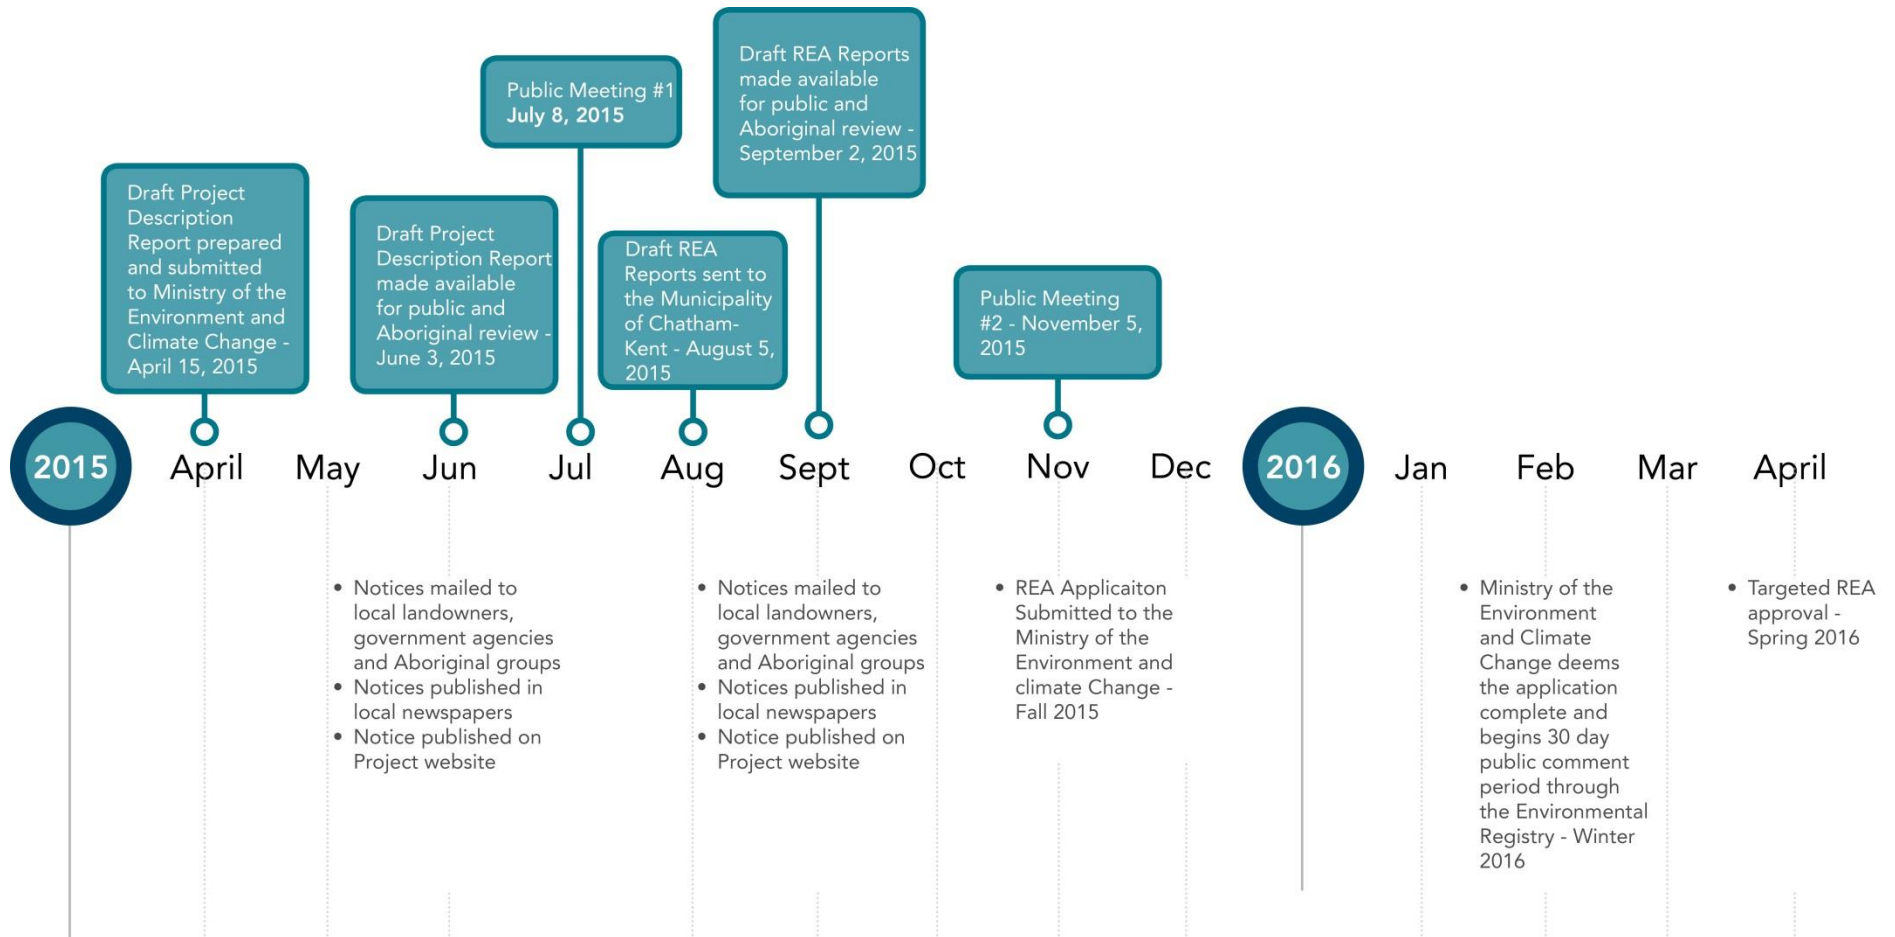 Draft Project
Description
Report prepared
and submitted
to Ministry of the
Environment and
Climate Change -
April 15, 2015
Draft Project
Description Report
made available
for public and
Aboriginal review -
June 3, 2015
Public Meeting #1
July 8, 2015
Draft REA
Reports sent to
the Municipality
of Chatham-
Kent - August 5,
2015
Draft REA Reports
made available
for public and
Aboriginal review -
September 2, 2015
Public Meeting
#2 - November 5,
2015
2015 April May Jun Jul Aug Sept Oct Nov Dec 2016 Jan Feb Mar April
• Notices mailed to
local landowners,
government agencies
and Aboriginal groups
• Notices published in
local newspapers
• Notice published on
Project website
• Notices mailed to
local landowners,
government agencies
and Aboriginal groups
• Notices published in
local newspapers
• Notice published on
Project website
• REA Applicaiton
Submitted to the
Ministry of the
Environment and
climate Change -
Fall 2015
• Ministry of the
Environment
and Climate
Change deems
the application
complete and
begins 30 day
public comment
period through
the Environmental
Registry - Winter
2016
• Targeted REA
approval -
Spring 2016